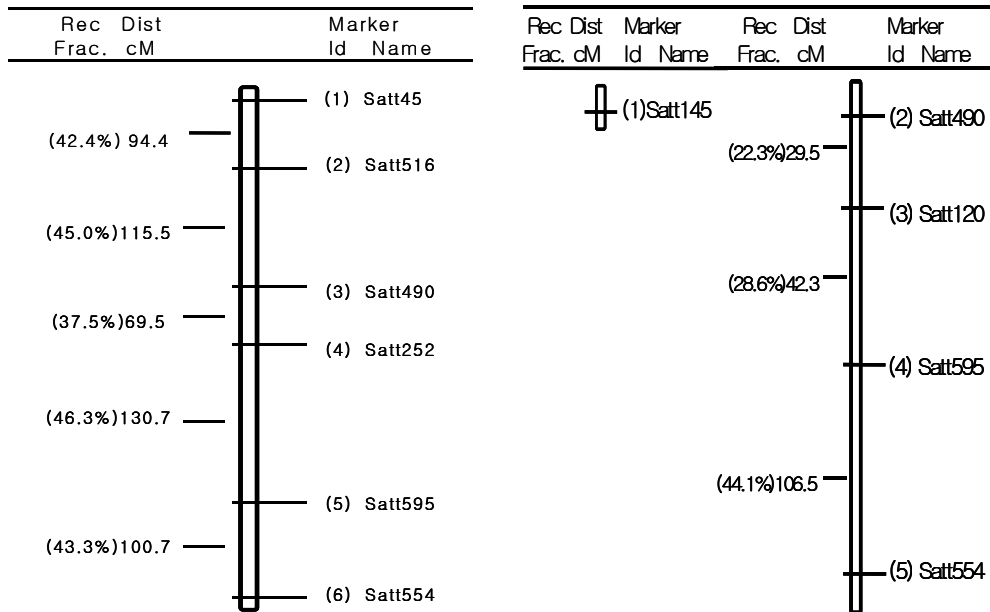 Rec Dist Marker
Frac. cM Id Name
(1) Satt45
(42.4%) 94.4
(2) Satt516
(45.0%)115.5
(3) Satt490
(37.5%)69.5
(4) Satt252
(46.3%)130.7
(5) Satt595
(43.3%)100.7
(6) Satt554
Rec Dist Marker Rec Dist Marker
Frac. cM Id Name Frac. cM Id Name
(1)Satt145
(2) Satt490
(22.3%)29.5
(3) Satt120
(28.6%)42.3
(4) Satt595
(44.1%)106.5
(5) Satt554